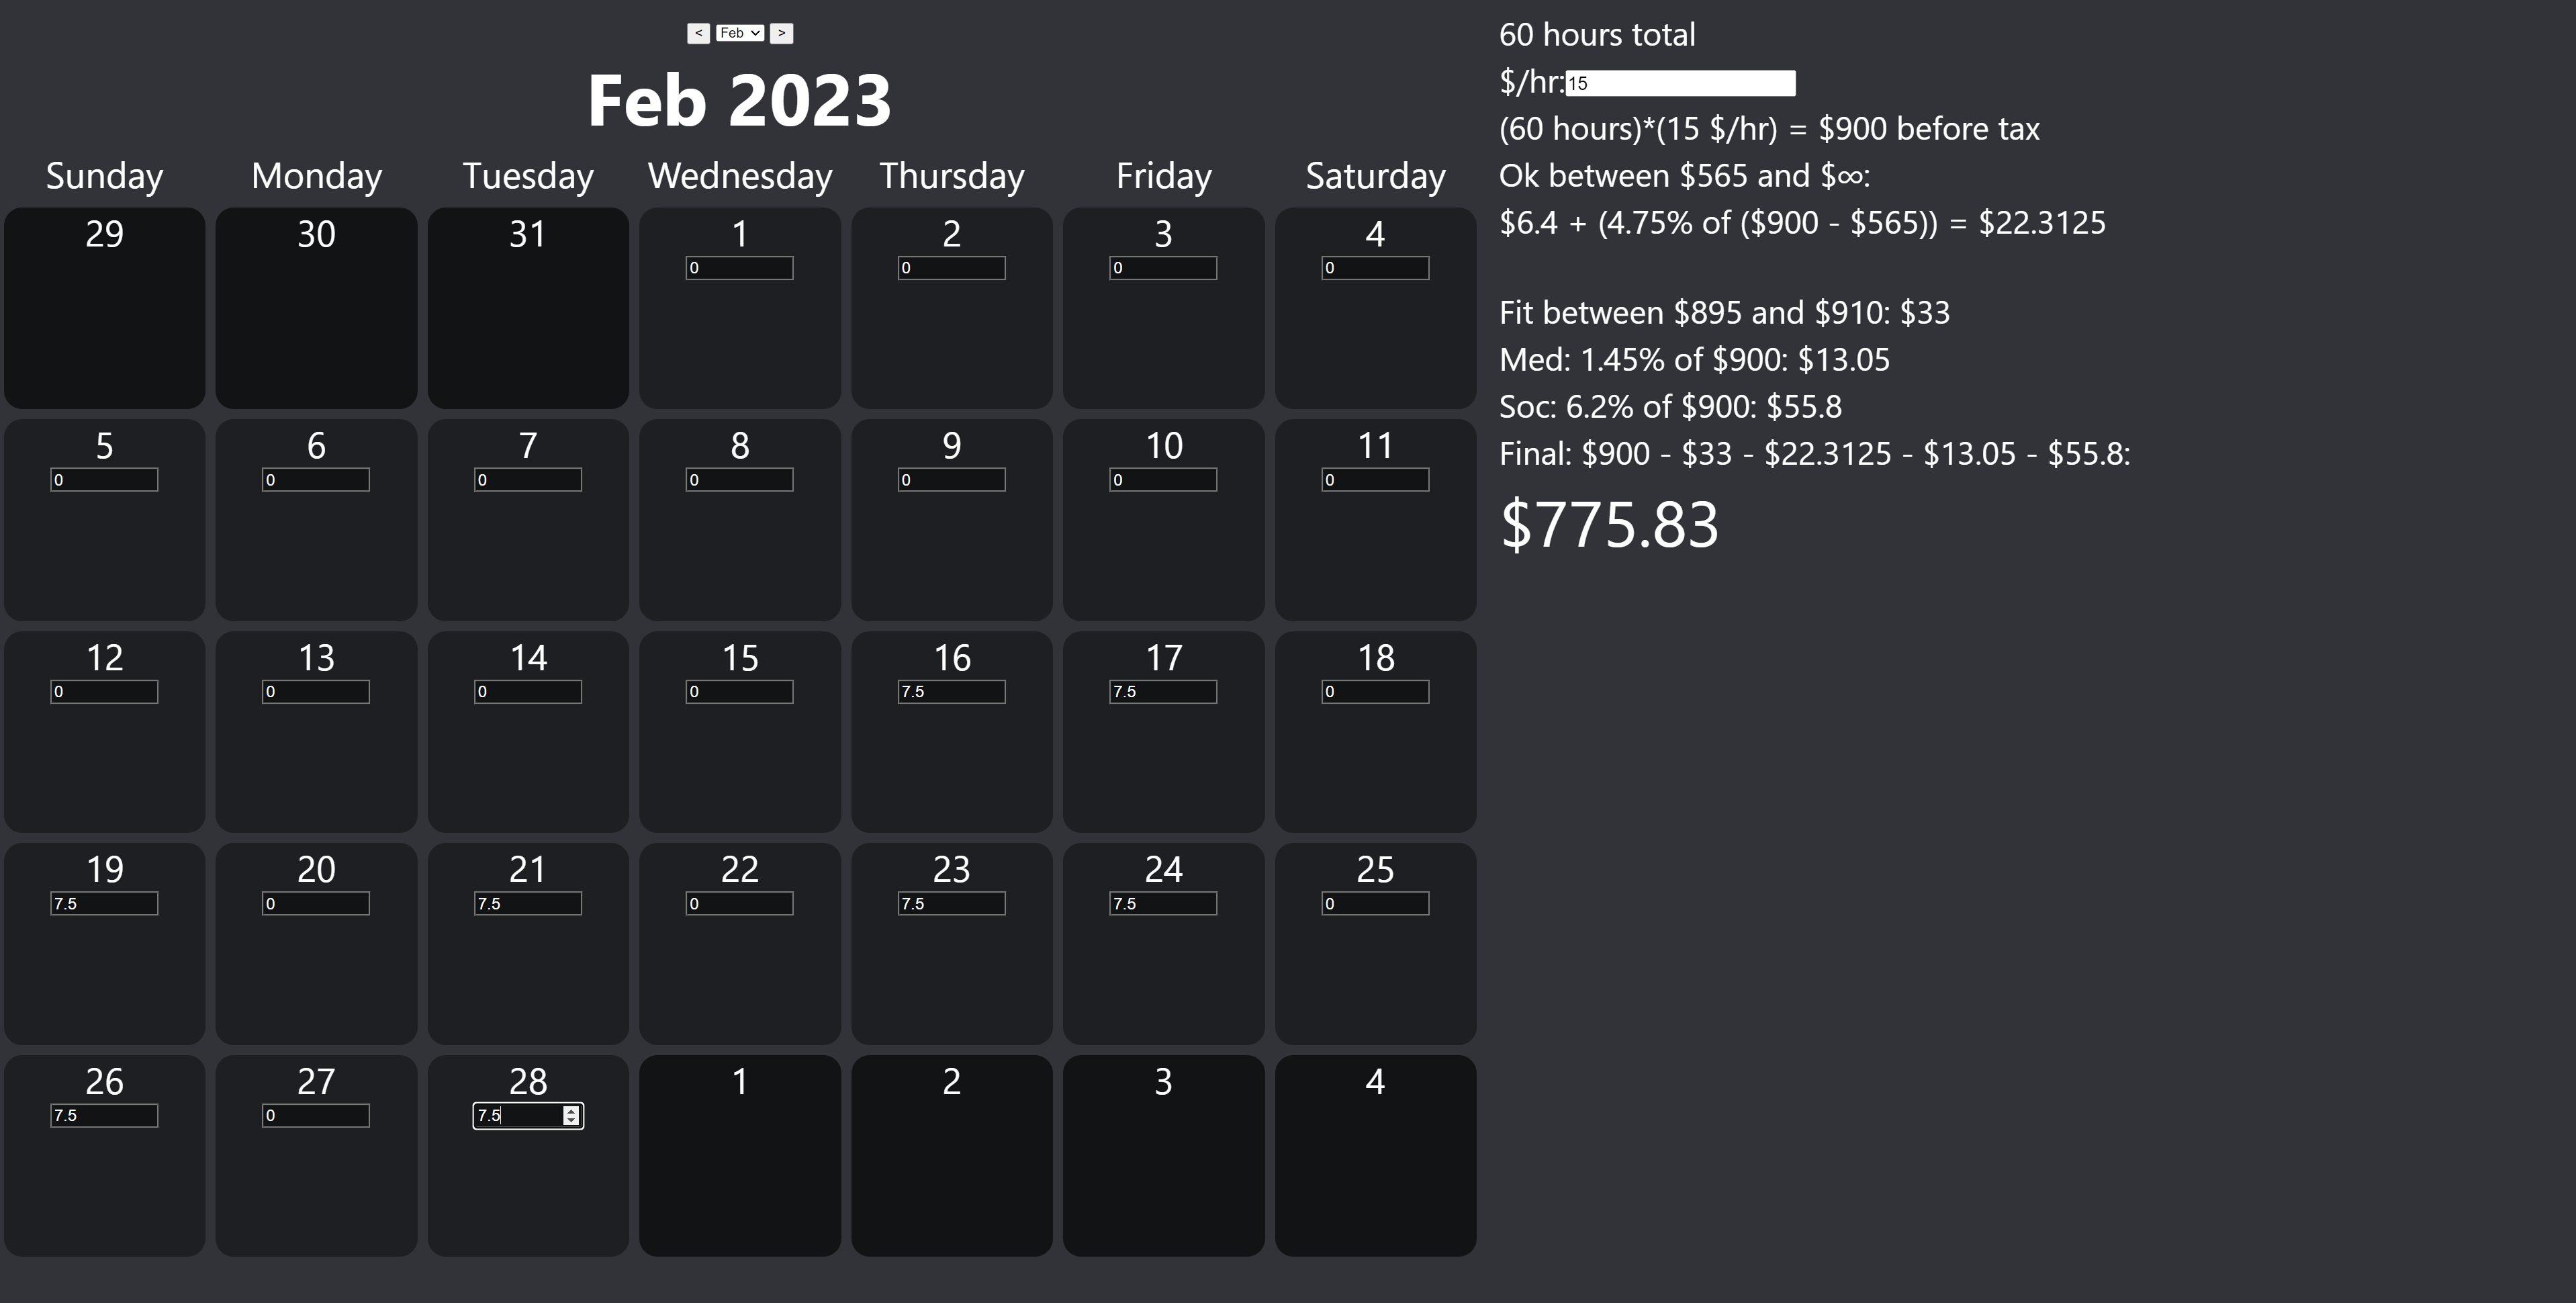 < Feb >
Feb 2023
Sunday Monday Tuesday Wednesday Thursday Friday Saturday
29 30 31 1 2 3 4
0 0 0 0
5 6 7 8 9 10 11
0 0 0 0 0 0 0
12 13 14 15 16 17 18
0 0 0 0 7.5 7.5 0
19 20 21 22 23 24 25
7.5 0 7.5 0 7.5 7.5 0
26 27 28 1 2 3 4
7.5 0 7.5
60 hours total
$/hr:15
(60 hours)*(15 $/hr) = $900 before tax
Ok between $565 and $∞:
$6.4 + (4.75% of ($900 - $565)) = $22.3125
Fit between $895 and $910: $33
Med: 1.45% of $900: $13.05
Soc: 6.2% of $900: $55.8
Final: $900 - $33 - $22.3125 - $13.05 - $55.8:
$775.83